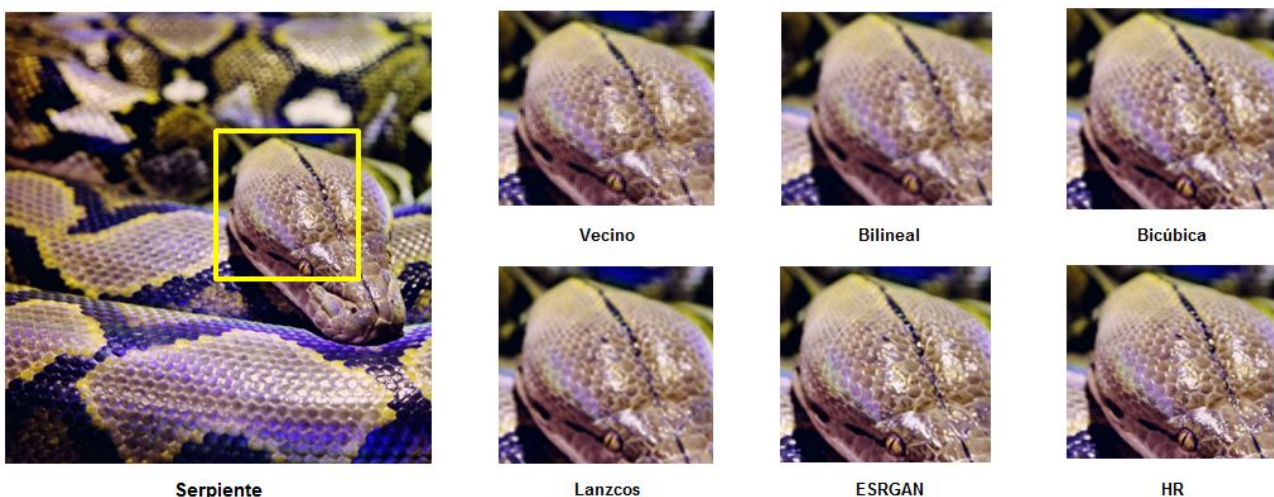 Vecino
Bilineal
Bicúbica
Serpiente
Lanzcos
ESRGAN
HR